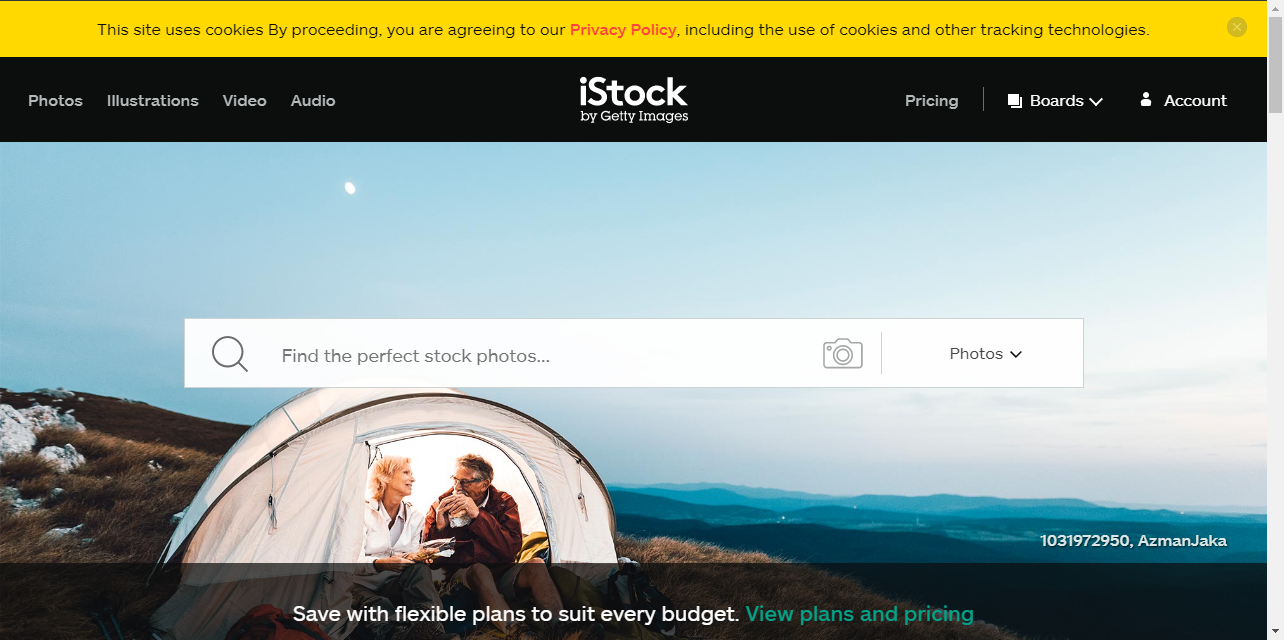 This site uses cookies By proceeding, you are agreeing to our Privacy Policy, including the use of cookies and other tracking technologies.
Photos Illustrations Video Audio
iStock
by Getty Images
Pricing Boards Account
Find the perfect stock photos...
Photos
1031972950, AzmanJaka
Save with flexible plans to suit every budget. View plans and pricing